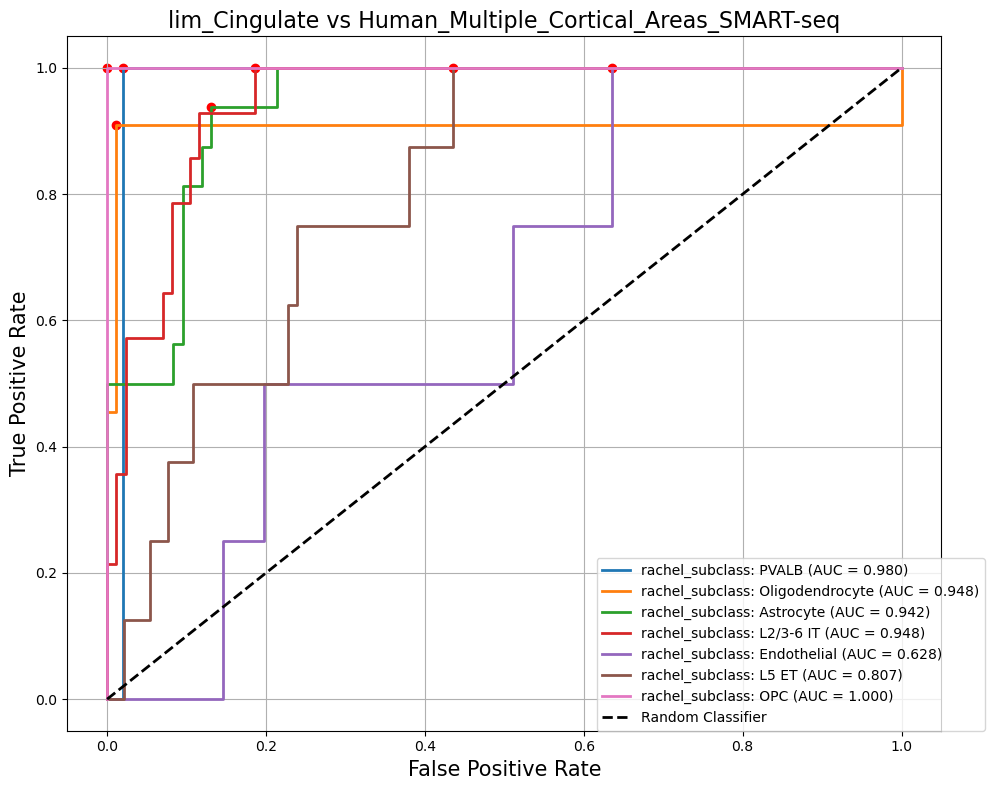 lim_Cingulate vs Human_Multiple_Cortical_Areas_SMART-seq
True Positive Rate
1.0
0.8
0.6
0.4
0.2
0.0
rachel_subclass: PVALB (AUC = 0.980)
rachel_subclass: Oligodendrocyte (AUC = 0.948)
rachel_subclass: Astrocyte (AUC = 0.942)
rachel_subclass: L2/3-6 IT (AUC = 0.948)
rachel_subclass: Endothelial (AUC = 0.628)
rachel_subclass: L5 ET (AUC = 0.807)
rachel_subclass: OPC (AUC = 1.000)
Random Classifier
0.0 0.2 0.4 0.6 0.8 1.0
False Positive Rate